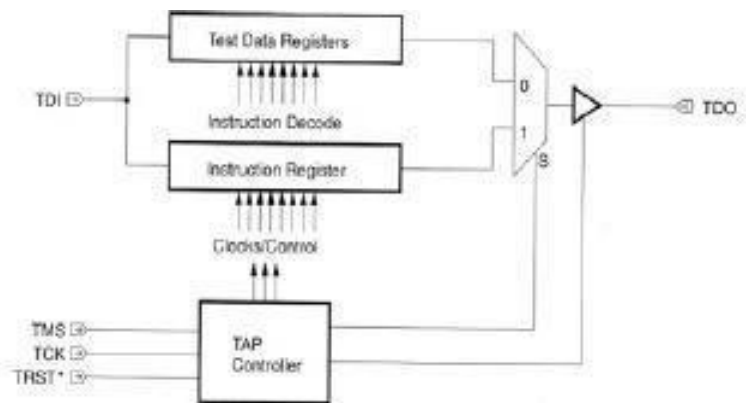 Test Data Registers
TDI
0
TDO
Instruction Decode
1
Instruction Register
S
Clocks/Control
TMS
TAP
TCK
Controller
TRST*